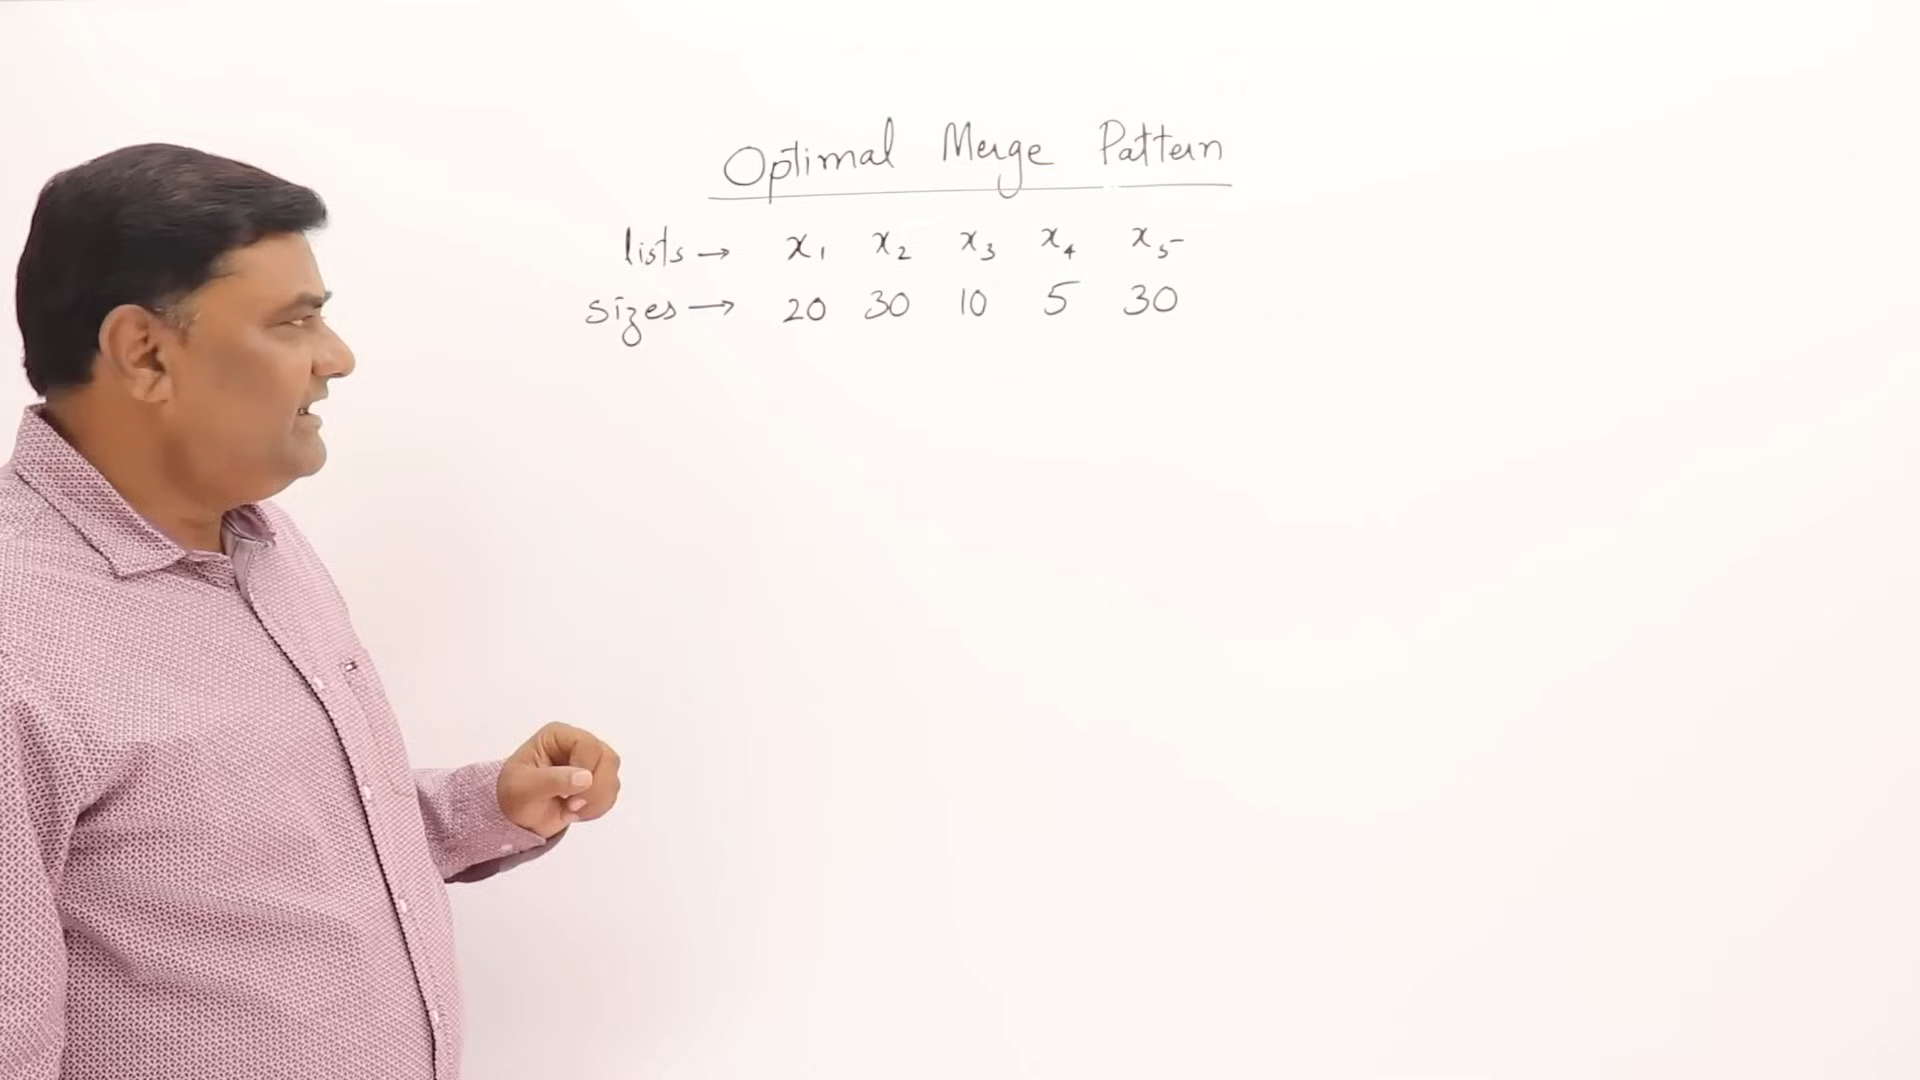 Optimal Merge Pattern
lists → x₁ x₂ x₃ x₄ x₅
sizes → 20 30 10 5 30